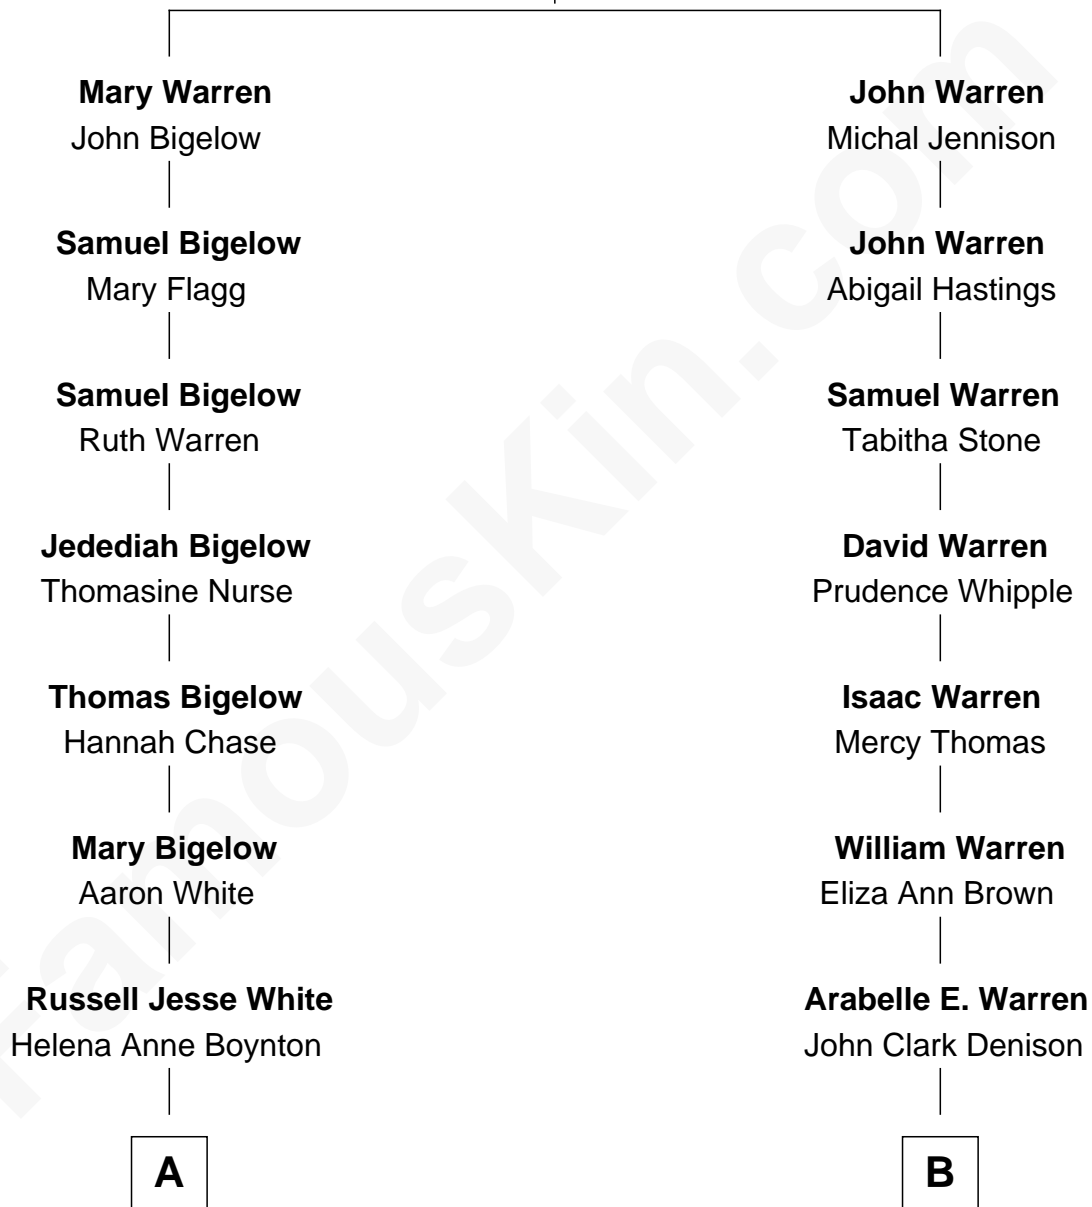 Mary Warren
John Bigelow
Samuel Bigelow
Mary Flagg
Samuel Bigelow
Ruth Warren
Jedediah Bigelow
Thomasine Nurse
Thomas Bigelow
Hannah Chase
Mary Bigelow
Aaron White
Russell Jesse White
Helena Anne Boynton
A
John Warren
Michal Jennison
John Warren
Abigail Hastings
Samuel Warren
Tabitha Stone
David Warren
Prudence Whipple
Isaac Warren
Mercy Thomas
William Warren
Eliza Ann Brown
Arabelle E. Warren
John Clark Denison
B
FamousKin.com